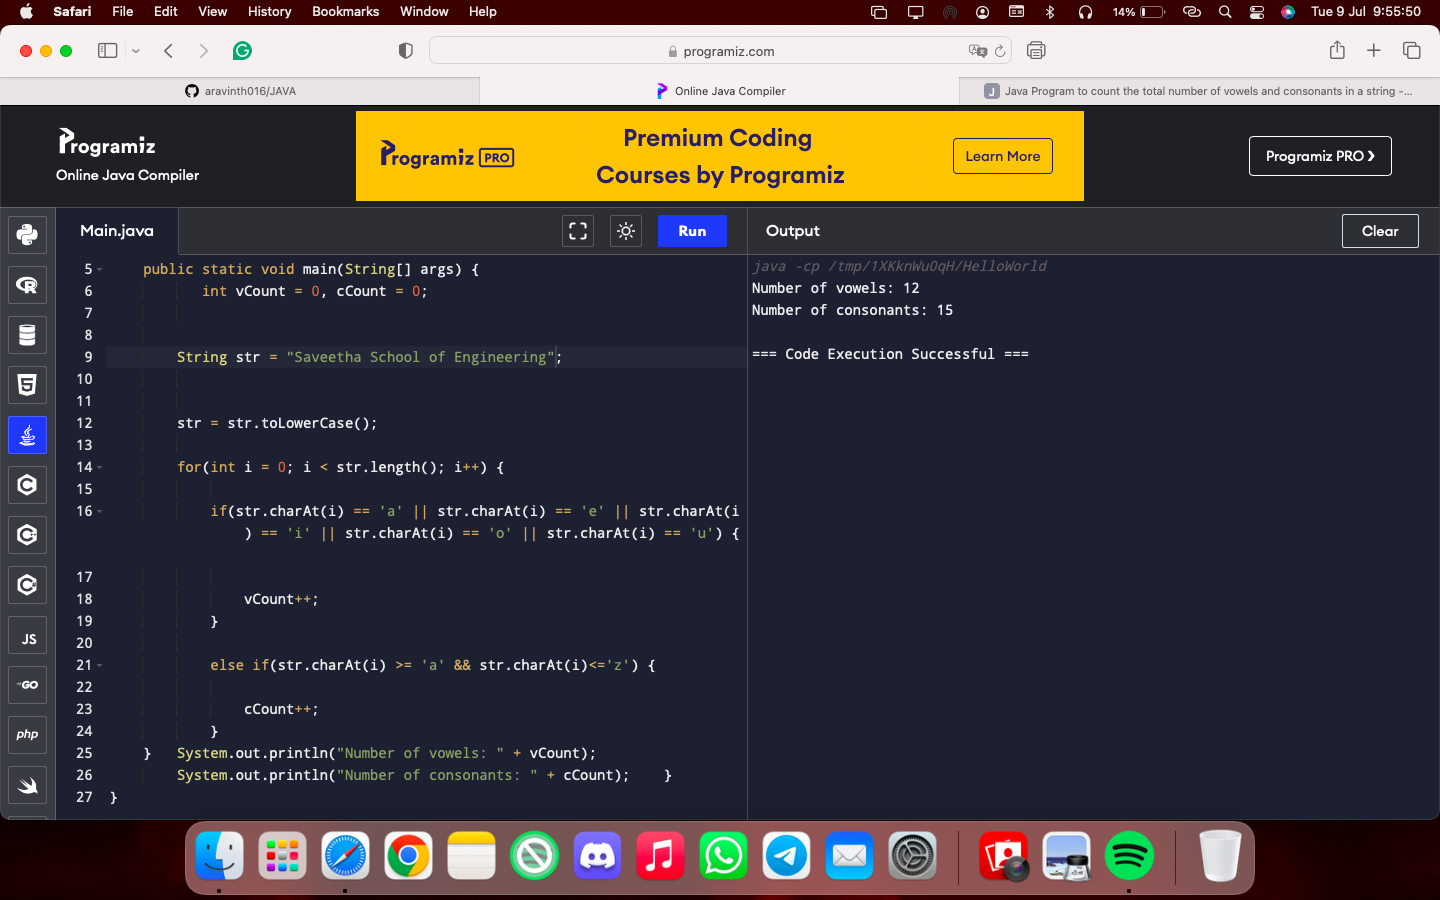 Safari File Edit View History Bookmarks Window Help 14% Tue 9 Jul 9:55:50
programiz.com
aravinth016/JAVA
Online Java Compiler
Java Program to count the total number of vowels and consonants in a string -...
Programiz
Online Java Compiler
Programiz PRO
Premium Coding
Courses by Programiz
Learn More
Programiz PRO ❯
Main.java
Run
Output
Clear
5 public static void main(String[] args) {
6 int vCount = 0, cCount = 0;
7
8
9 String str = "Saveetha School of Engineering";
10
11
12 str = str.toLowerCase();
13
14 for(int i = 0; i < str.length(); i++) {
15
16 if(str.charAt(i) == 'a' || str.charAt(i) == 'e' || str.charAt(i
) == 'i' || str.charAt(i) == 'o' || str.charAt(i) == 'u') {
17
18 vCount++;
19 }
20
21 else if(str.charAt(i) >= 'a' && str.charAt(i)<='z') {
22
23 cCount++;
24 }
25 } System.out.println("Number of vowels: " + vCount);
26 System.out.println("Number of consonants: " + cCount); }
27 }
java -cp /tmp/1XKknWuOqH/HelloWorld
Number of vowels: 12
Number of consonants: 15
=== Code Execution Successful ===
JS
GO
php